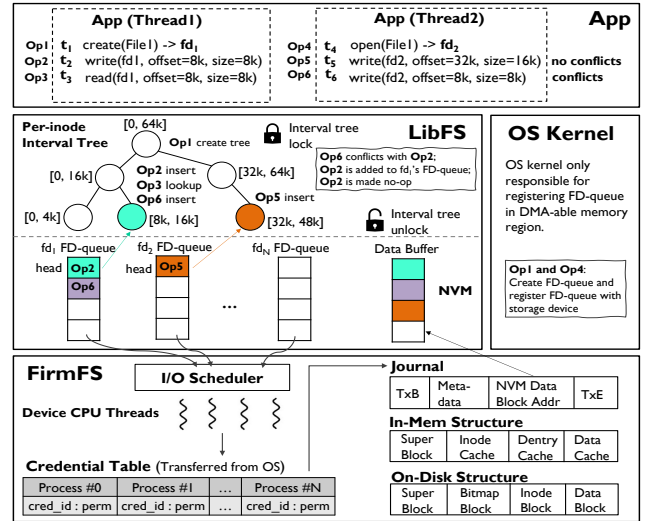 App (Thread1)
App (Thread2)
App
Op1 t1 create(File1) -> fd1
Op2 t2 write(fd1, offset=8k, size=8k)
Op3 t3 read(fd1, offset=8k, size=8k)
Op4 t4 open(File1) -> fd2
Op5 t5 write(fd2, offset=32k, size=16k) no conflicts
Op6 t6 write(fd2, offset=8k, size=8k) conflicts
Per-inode
Interval Tree
[0, 64k]
Op1 create tree
Interval tree
lock
LibFS
[0, 16k]
Op2 insert
Op3 lookup
Op6 insert
[32k, 64k]
Op5 insert
Op6 conflicts with Op2;
Op2 is added to fd1's FD-queue;
Op2 is made no-op
[0, 4k]
[8k, 16k]
[32k, 48k]
Interval tree
unlock
fd1 FD-queue
fd2 FD-queue
fdN FD-queue
Data Buffer
head
Op2
Op6
head
Op5
...
NVM
OS Kernel
OS kernel only
responsible for
registering FD-queue
in DMA-able memory
region.
Op1 and Op4:
Create FD-queue and
register FD-queue with
storage device
FirmFS
I/O Scheduler
Device CPU Threads
Credential Table (Transferred from OS)
Process #0 Process #1 ... Process #N
cred_id : perm cred_id : perm ... cred_id : perm
Journal
TxB
Meta-
data
NVM Data
Block Addr
TxE
In-Mem Structure
Super
Block
Inode
Cache
Dentry
Cache
Data
Cache
On-Disk Structure
Super
Block
Bitmap
Block
Inode
Block
Data
Block